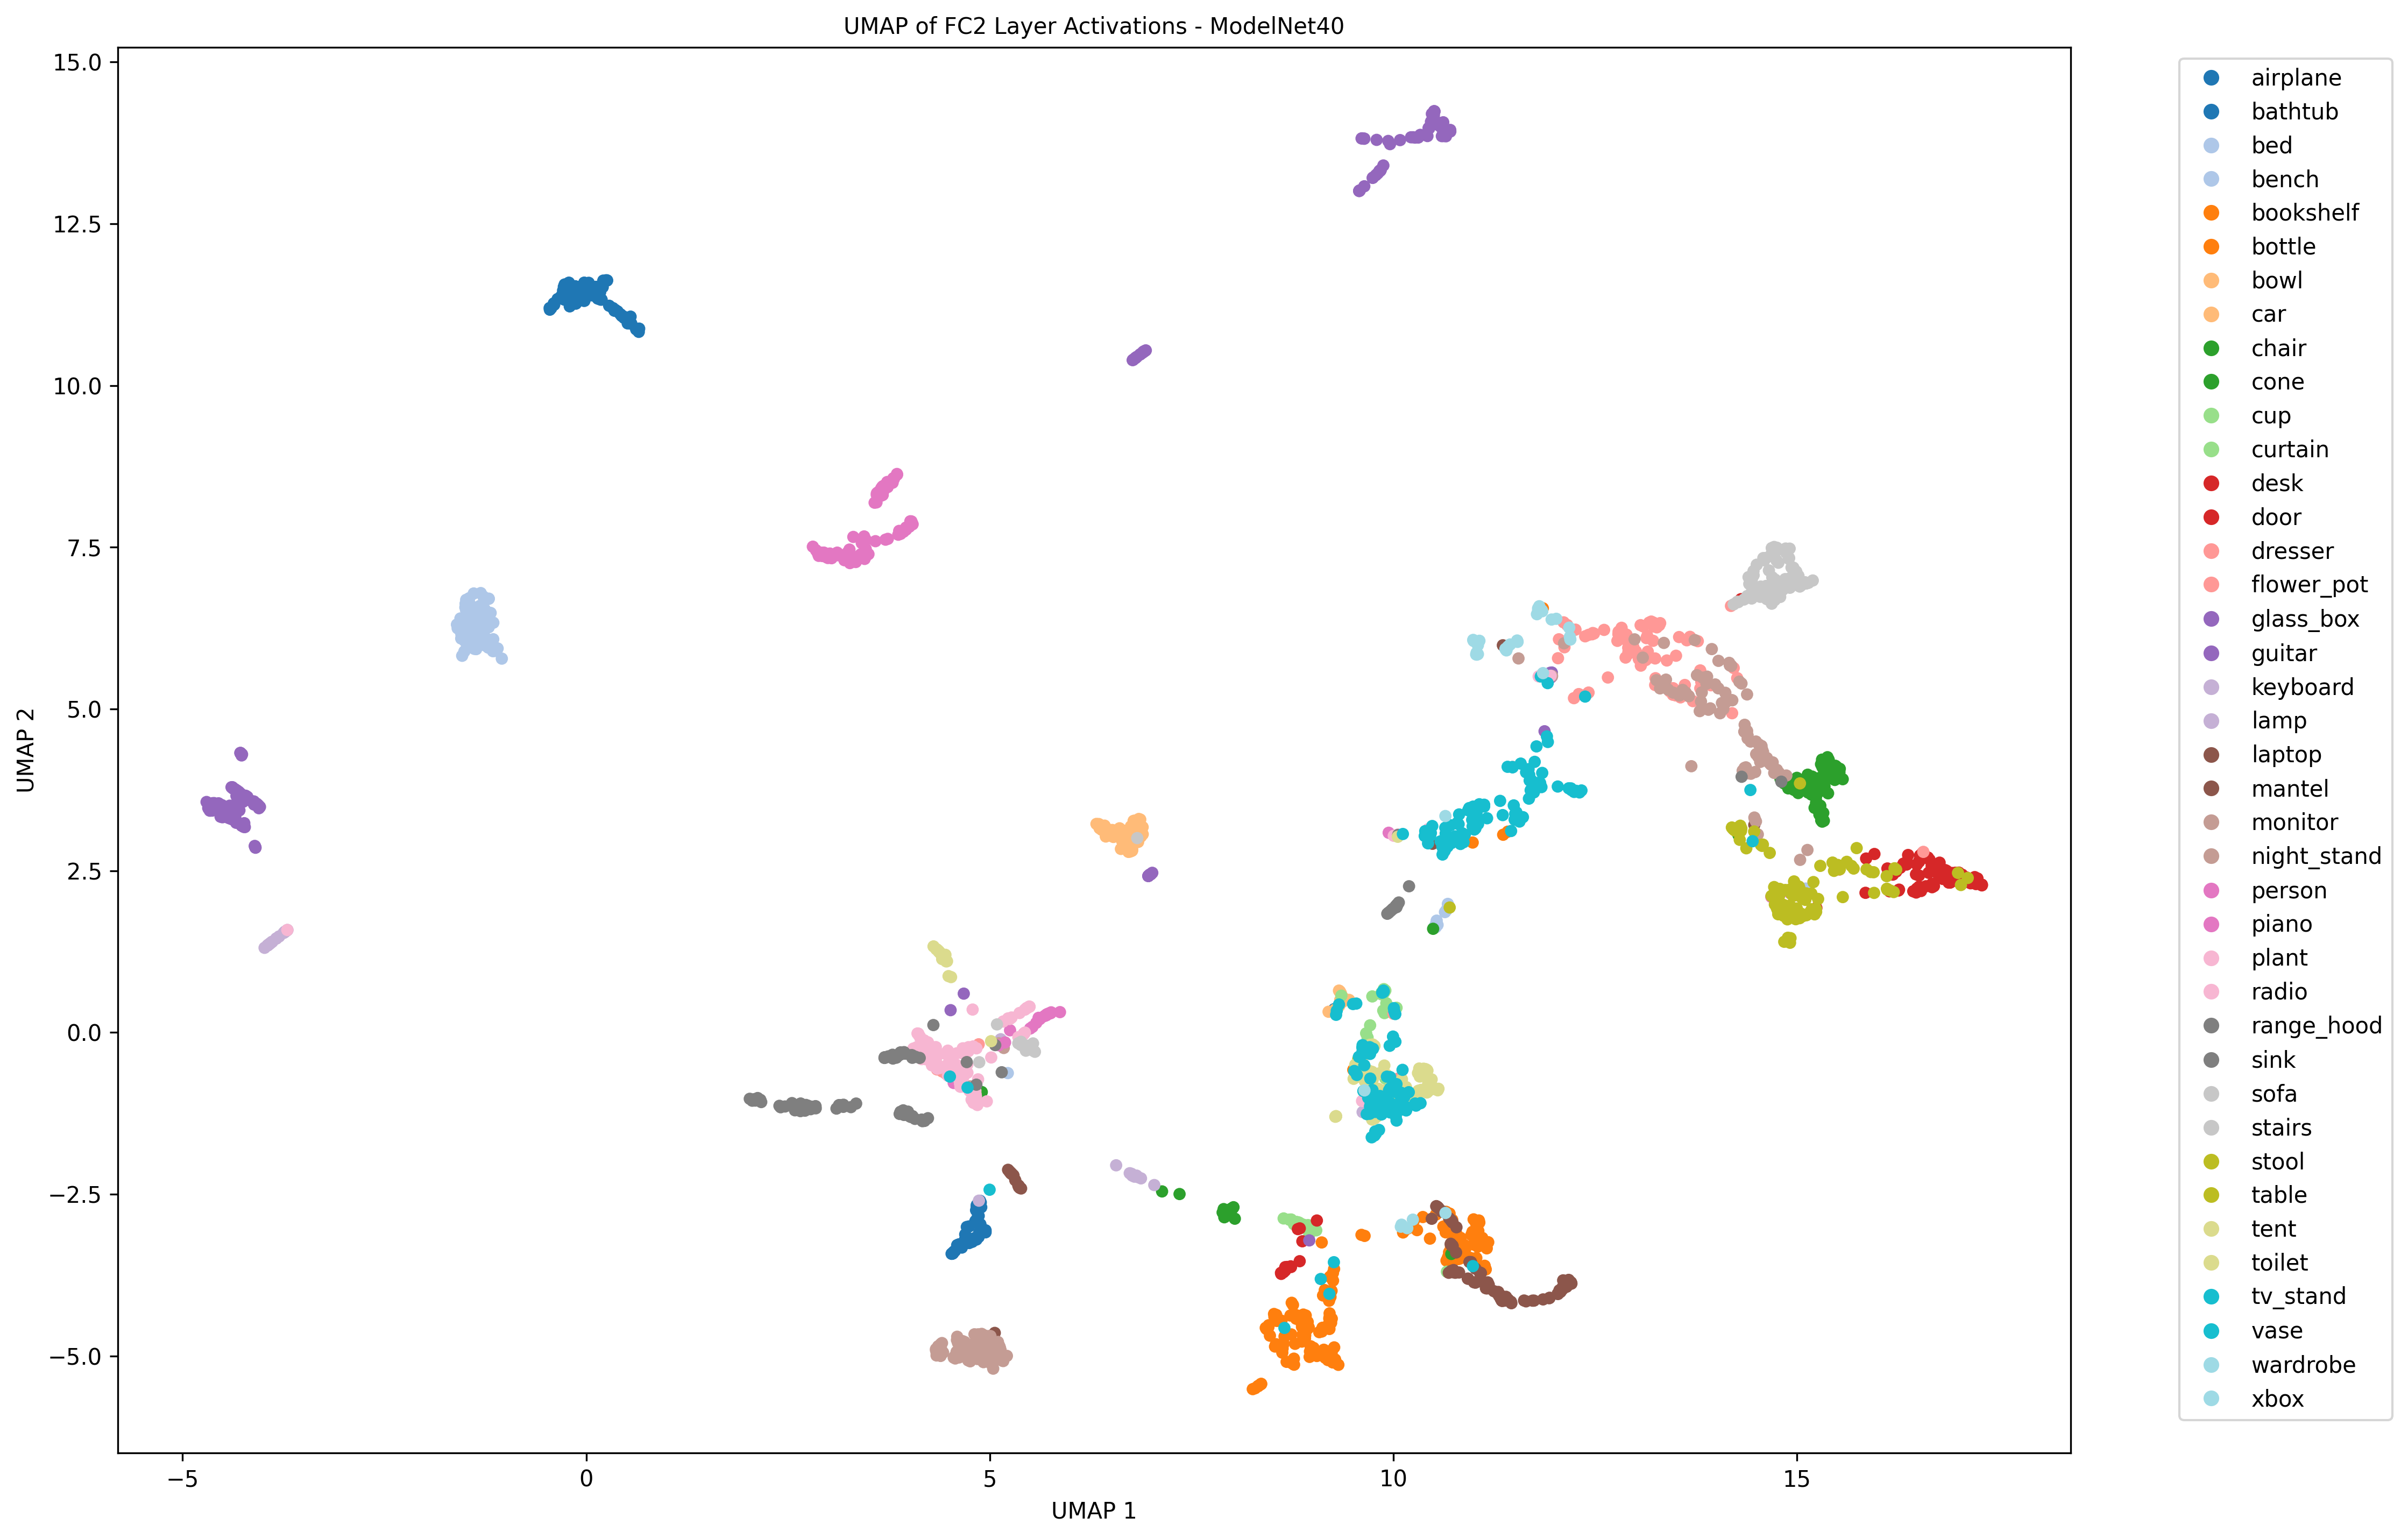 UMAP of FC2 Layer Activations - ModelNet40
15.0
12.5
10.0
7.5
5.0
2.5
0.0
−2.5
−5.0
UMAP 2
−5
0
5
10
15
UMAP 1
airplane
bathtub
bed
bench
bookshelf
bottle
bowl
car
chair
cone
cup
curtain
desk
door
dresser
flower_pot
glass_box
guitar
keyboard
lamp
laptop
mantel
monitor
night_stand
person
piano
plant
radio
range_hood
sink
sofa
stairs
stool
table
tent
toilet
tv_stand
vase
wardrobe
xbox